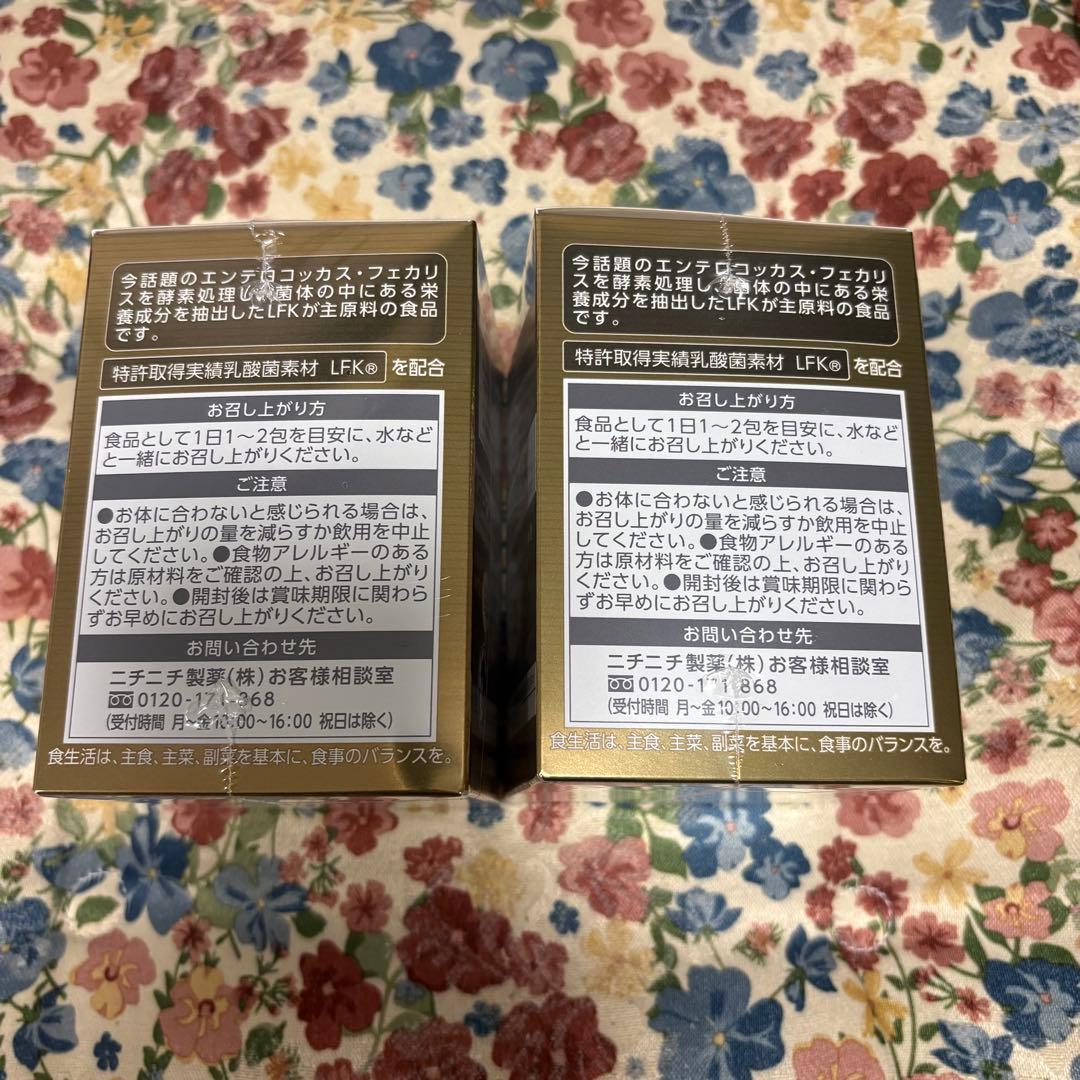 今話題のエンテロコッカス・フェカリ
スを酵素処理し、菌体の中にある栄
養成分を抽出したLFKが主原料の食品
です。
特許取得実績乳酸菌素材 LFK® を配合
お召し上がり方
食品として1日1〜2包を目安に、水など
と一緒にお召し上がりください。
ご注意
●お体に合わないと感じられる場合は、
お召し上がりの量を減らすか飲用を中止
してください。●食物アレルギーのある
方は原材料をご確認の上、お召し上がり
ください。●開封後は賞味期限に関わら
ずお早めにお召し上がりください。
お問い合わせ先
ニチニチ製薬(株)お客様相談室
0120-171-868
(受付時間 月〜金10:00〜16:00 祝日は除く)
食生活は、主食、主菜、副菜を基本に、食事のバランスを。
今話題のエンテロコッカス・フェカリ
スを酵素処理し、菌体の中にある栄
養成分を抽出したLFKが主原料の食品
です。
特許取得実績乳酸菌素材 LFK® を配合
お召し上がり方
食品として1日1〜2包を目安に、水など
と一緒にお召し上がりください。
ご注意
●お体に合わないと感じられる場合は、
お召し上がりの量を減らすか飲用を中止
してください。●食物アレルギーのある
方は原材料をご確認の上、お召し上がり
ください。●開封後は賞味期限に関わら
ずお早めにお召し上がりください。
お問い合わせ先
ニチニチ製薬(株)お客様相談室
0120-171-868
(受付時間 月〜金10:00〜16:00 祝日は除く)
食生活は、主食、主菜、副菜を基本に、食事のバランスを。